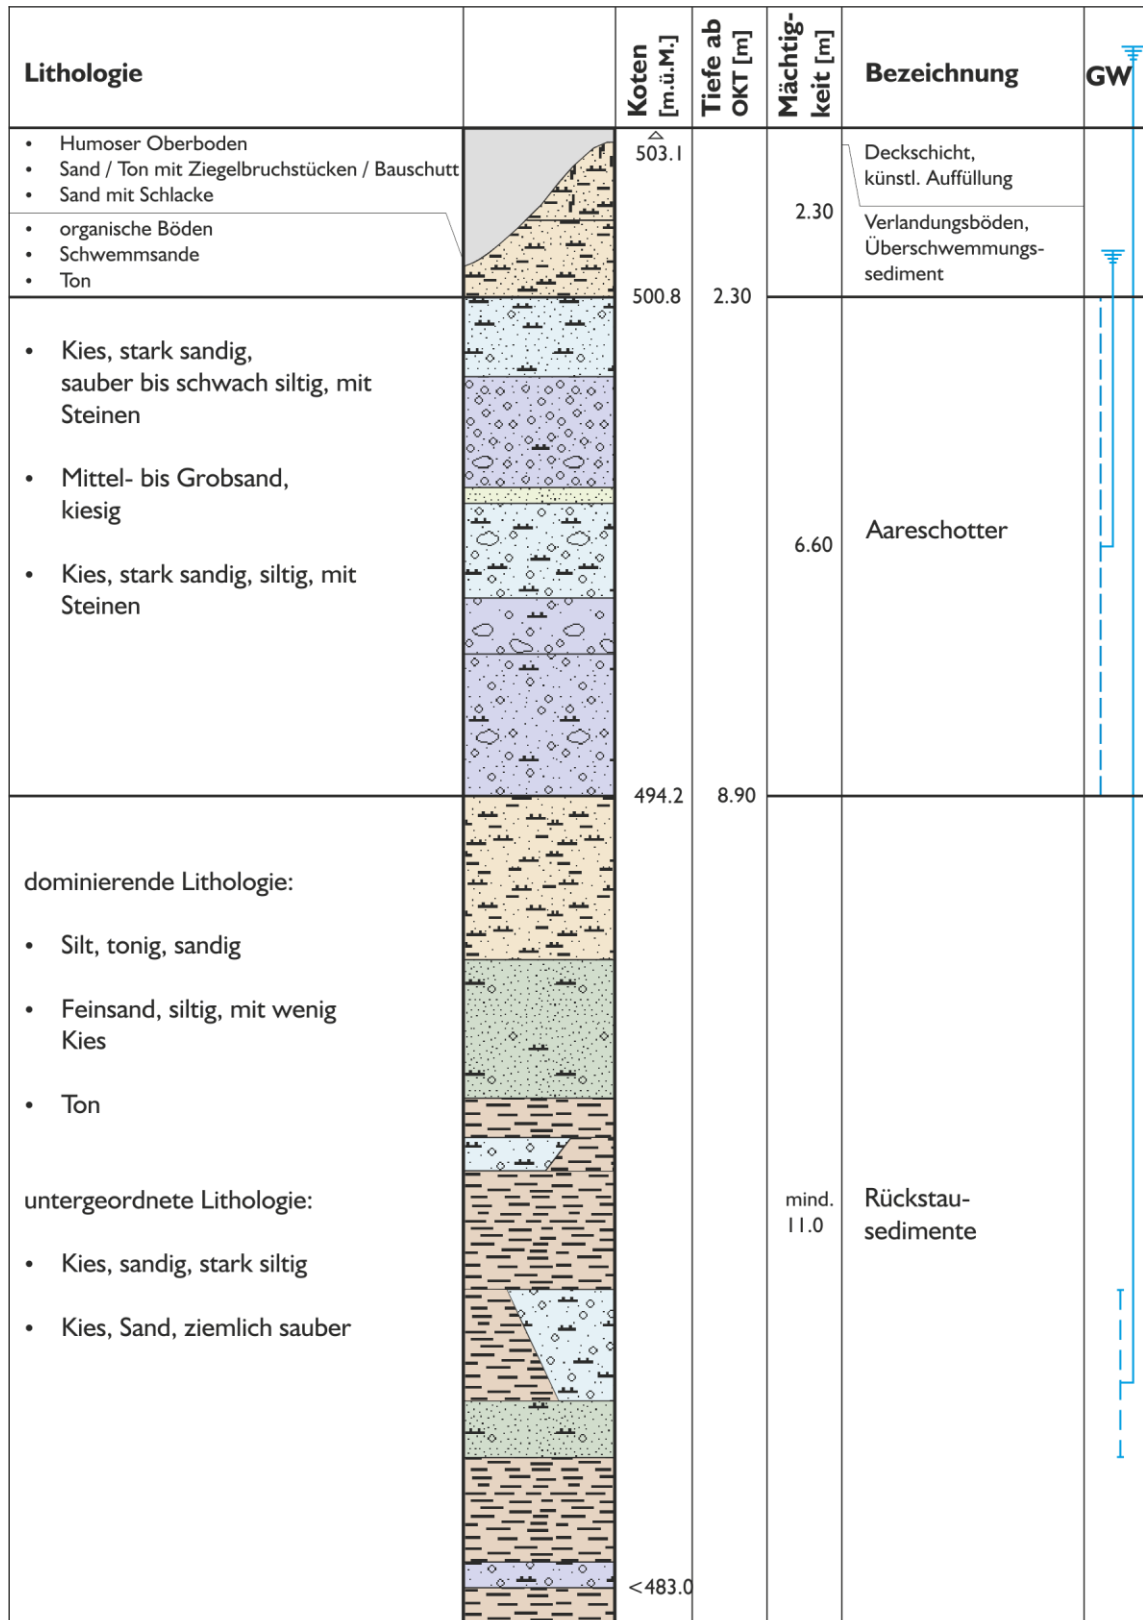 Lithologie
Koten
[m.ü.M.]
Tiefe ab
OKT [m]
Mächtig-
keit [m]
Bezeichnung
GW
• Humoser Oberboden
• Sand / Ton mit Ziegelbruchstücken / Bauschutt
• Sand mit Schlacke
• organische Böden
• Schwemmsande
• Ton
503.1
2.30
Deckschicht,
künstl. Auffüllung
Verlandungsböden,
Überschwemmungs-
sediment
500.8
2.30
• Kies, stark sandig,
sauber bis schwach siltig, mit
Steinen
• Mittel- bis Grobsand,
kiesig
• Kies, stark sandig, siltig, mit
Steinen
6.60
Aareschotter
494.2
8.90
dominierende Lithologie:
• Silt, tonig, sandig
• Feinsand, siltig, mit wenig
Kies
• Ton
untergeordnete Lithologie:
• Kies, sandig, stark siltig
• Kies, Sand, ziemlich sauber
mind.
11.0
Rückstau-
sedimente
<483.0